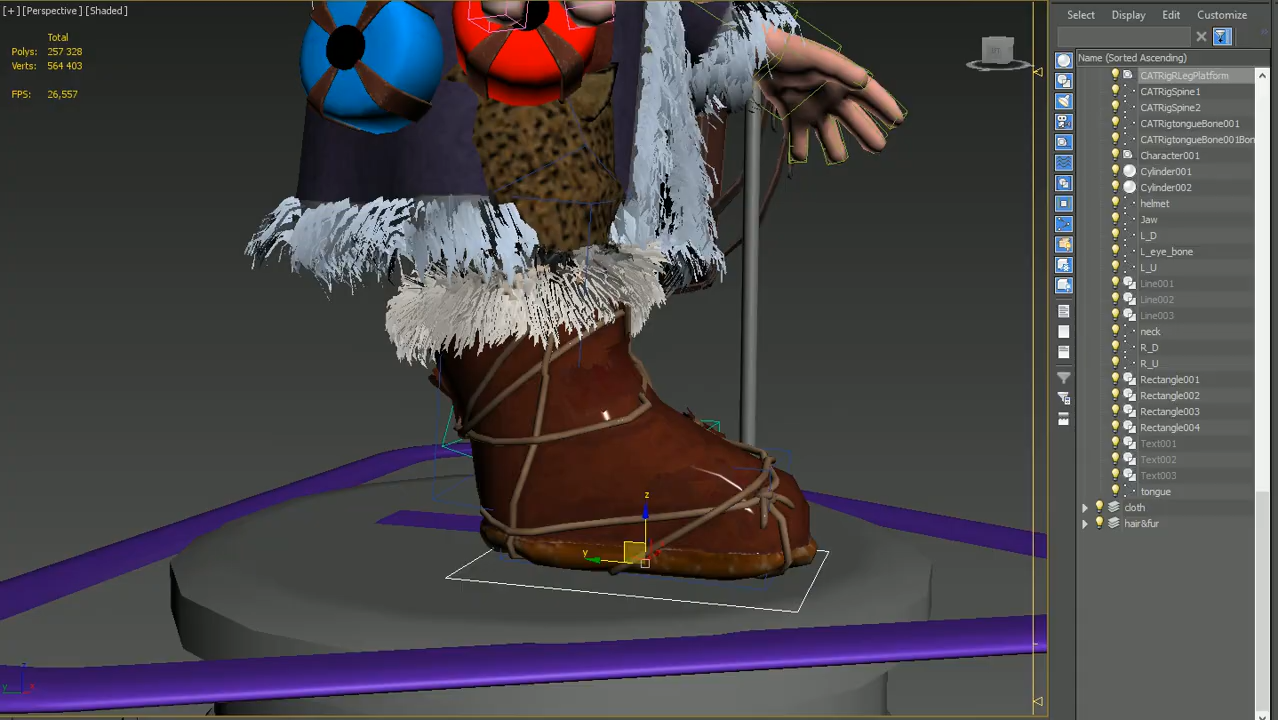 [+] [Perspective] [Shaded]
Total
Polys: 257 328
Verts: 564 403
FPS: 26,557
z
y
z
y
x
Select Display Edit Customize
Name (Sorted Ascending)
CATRigRLegPlatform
CATRigSpine1
CATRigSpine2
CATRigtongueBone001
CATRigtongueBone001Bon
Character001
Cylinder001
Cylinder002
helmet
Jaw
L_D
L_eye_bone
L_U
Line001
Line002
Line003
neck
R_D
R_U
Rectangle001
Rectangle002
Rectangle003
Rectangle004
Text001
Text002
Text003
tongue
cloth
hair&fur